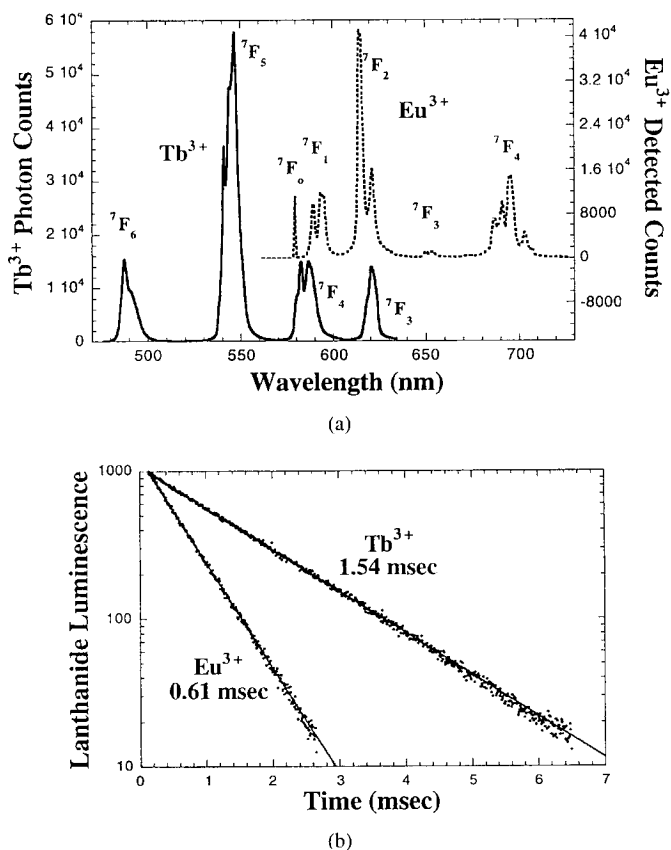 6 10⁴
5 10⁴
4 10⁴
3 10⁴
2 10⁴
1 10⁴
0
Tb³⁺ Photon Counts
4 10⁴
3.2 10⁴
2.4 10⁴
1.6 10⁴
8000
0
-8000
Eu³⁺ Detected Counts
⁷F₆
Tb³⁺
⁷F₅
⁷Fₒ
⁷F₁
⁷F₂
Eu³⁺
⁷F₃
⁷F₄
⁷F₄
⁷F₃
500 550 600 650 700
Wavelength (nm)
(a)
Lanthanide Luminescence
1000
100
10
Tb³⁺
1.54 msec
Eu³⁺
0.61 msec
0 1 2 3 4 5 6 7
Time (msec)
(b)